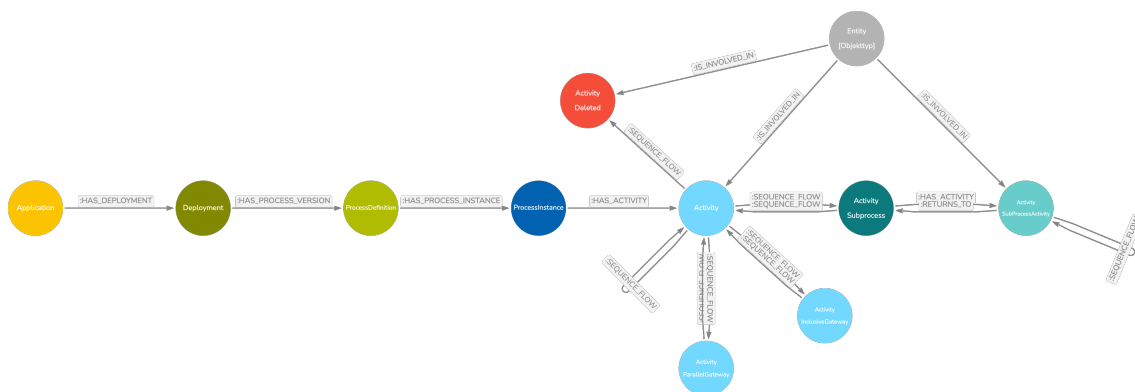 Entity
[Objekttyp]
:IS_INVOLVED_IN
Activity
Deleted
:IS_INVOLVED_IN
:IS_INVOLVED_IN
:SEQUENCE_FLOW
Application
:HAS_DEPLOYMENT
Deployment
:HAS_PROCESS_VERSION
ProcessDefinition
:HAS_PROCESS_INSTANCE
ProcessInstance
:HAS_ACTIVITY
Activity
:SEQUENCE_FLOW
:SEQUENCE_FLOW
Activity
Subprocess
:HAS_ACTIVITY
:RETURNS_TO
Activity
SubProcessActivity
:SEQUENCE_FLOW
:SEQUENCE_FLOW
:SEQUENCE_FLOW
:SEQUENCE_FLOW
:SEQUENCE_FLOW
:SEQUENCE_FLOW
Activity
InclusiveGateway
Activity
ParallelGateway